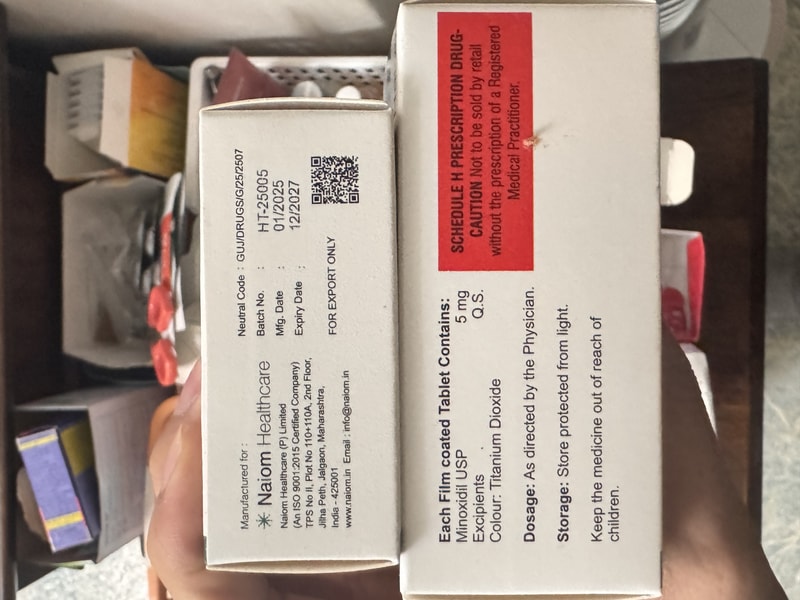 Manufactured for :
Naiom Healthcare
Naiom Healthcare (P) Limited
(An ISO 9001:2015 Certified Company)
TPS No II, Plot No 110+110A, 2nd Floor,
Jilha Peth, Jalgaon, Maharashtra,
India - 425001
www.naiom.in Email : info@naiom.in
Neutral Code : GUJ/DRUGS/G/25/2507
Batch No. : HT-25005
Mfg. Date : 01/2025
Expiry Date : 12/2027
FOR EXPORT ONLY
SCHEDULE H PRESCRIPTION DRUG-
CAUTION Not to be sold by retail
without the prescription of a Registered
Medical Practitioner.
Each Film coated Tablet Contains:
Minoxidil USP 5 mg
Excipients Q.S.
Colour: Titanium Dioxide
Dosage: As directed by the Physician.
Storage: Store protected from light.
Keep the medicine out of reach of
children.